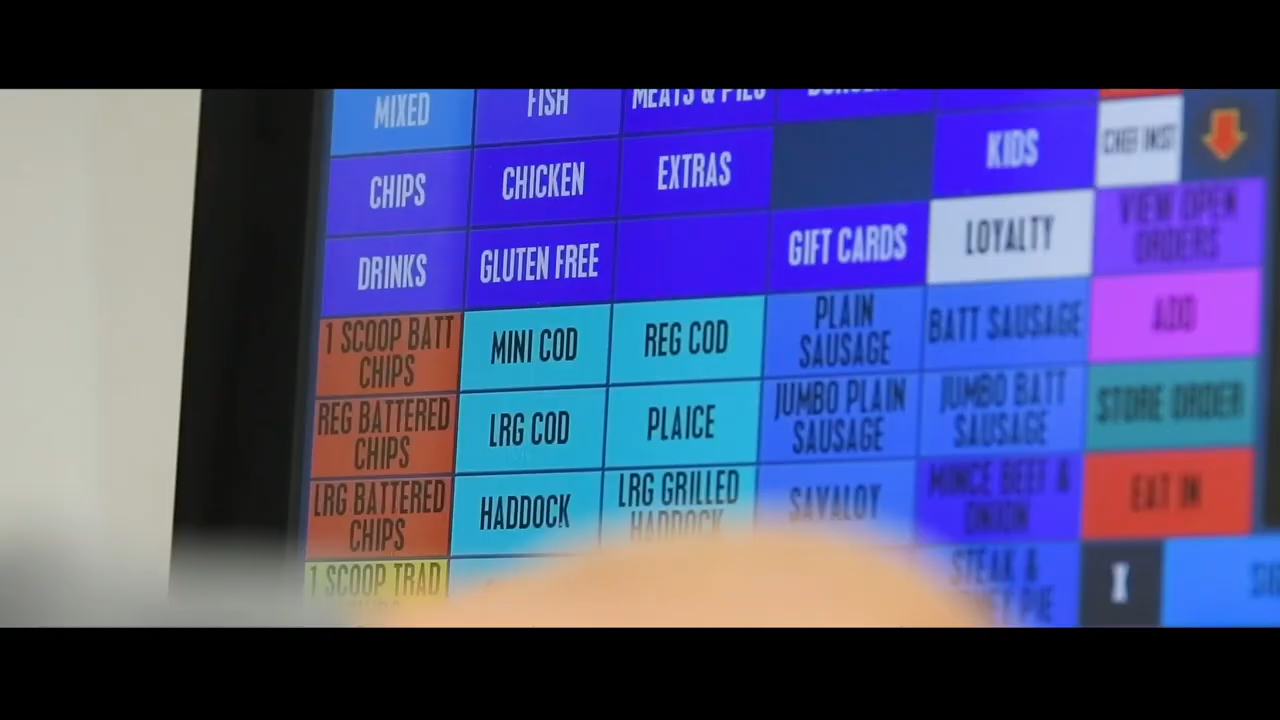 MIXED
FISH
MEATS & PIES
CHIPS
CHICKEN
EXTRAS
KIDS
CHEF INST
DRINKS
GLUTEN FREE
GIFT CARDS
LOYALTY
VIEW OPEN
ORDERS
1 SCOOP BATT
CHIPS
MINI COD
REG COD
PLAIN
SAUSAGE
BATT SAUSAGE
ADD
REG BATTERED
CHIPS
LRG COD
PLAICE
JUMBO PLAIN
SAUSAGE
JUMBO BATT
SAUSAGE
STORE ORDER
LRG BATTERED
CHIPS
HADDOCK
LRG GRILLED
HADDOCK
SAVALOY
MINCE BEEF &
ONION
EAT IN
1 SCOOP TRAD
STEAK &
PIE
X